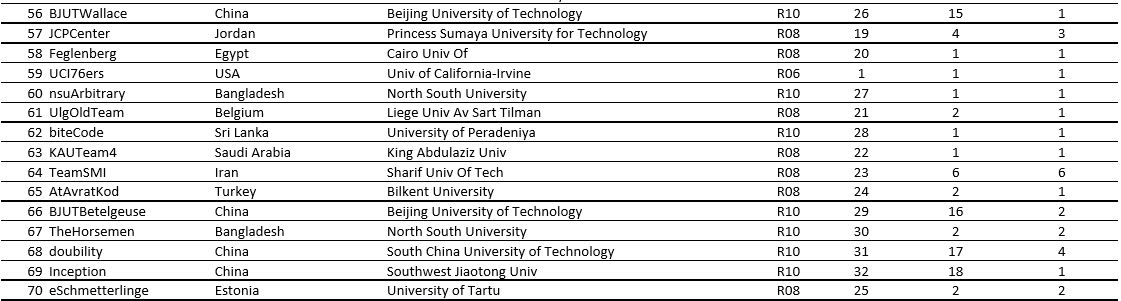 56 BJUTWallace China Beijing University of Technology R10 26 15 1
57 JCPCenter Jordan Princess Sumaya University for Technology R08 19 4 3
58 Feglenberg Egypt Cairo Univ Of R08 20 1 1
59 UCI76ers USA Univ of California-Irvine R06 1 1 1
60 nsuArbitrary Bangladesh North South University R10 27 1 1
61 UlgOldTeam Belgium Liege Univ Av Sart Tilman R08 21 2 1
62 biteCode Sri Lanka University of Peradeniya R10 28 1 1
63 KAUTeam4 Saudi Arabia King Abdulaziz Univ R08 22 1 1
64 TeamSMI Iran Sharif Univ Of Tech R08 23 6 6
65 AtAvratKod Turkey Bilkent University R08 24 2 1
66 BJUTBetelgeuse China Beijing University of Technology R10 29 16 2
67 TheHorsemen Bangladesh North South University R10 30 2 2
68 doubility China South China University of Technology R10 31 17 4
69 Inception China Southwest Jiaotong Univ R10 32 18 1
70 eSchmetterlinge Estonia University of Tartu R08 25 2 2